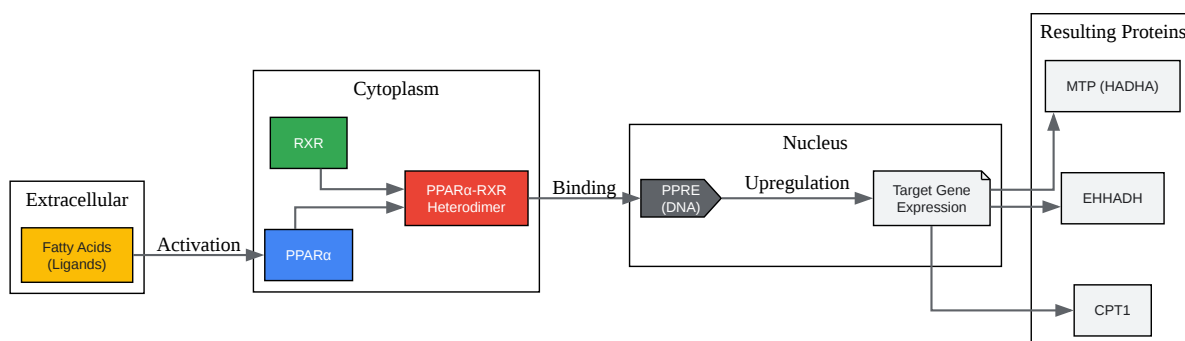 Extracellular
Fatty Acids
(Ligands)
Activation
Cytoplasm
RXR
PPARα
PPARα-RXR
Heterodimer
Binding
Nucleus
PPRE
(DNA)
Upregulation
Target Gene
Expression
Resulting Proteins
MTP (HADHA)
EHHADH
CPT1